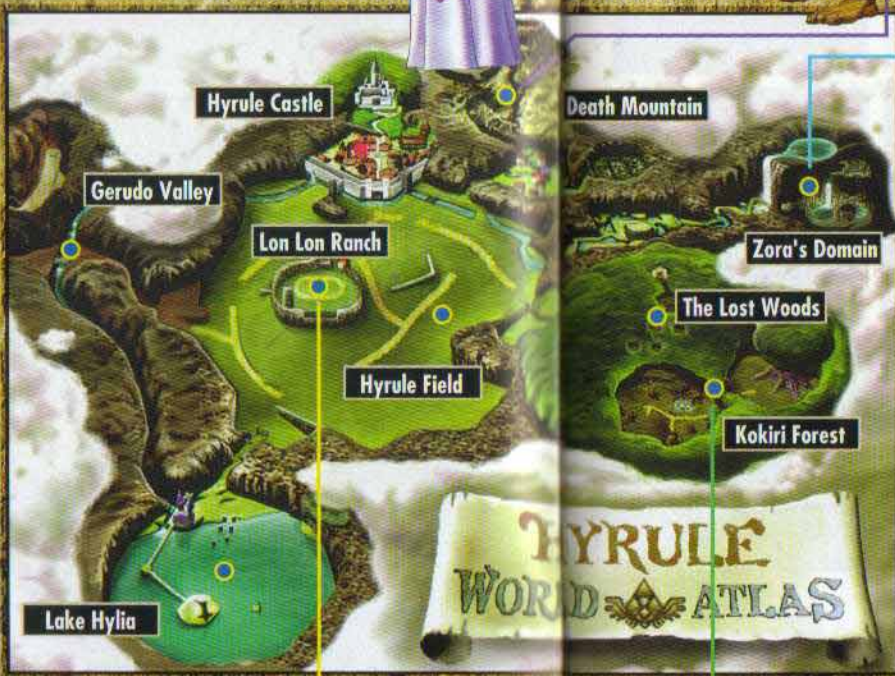 Hyrule Castle
Death Mountain
Gerudo Valley
Lon Lon Ranch
Zora's Domain
The Lost Woods
Hyrule Field
Kokiri Forest
HYRULE
WORLD ATLAS
Lake Hylia